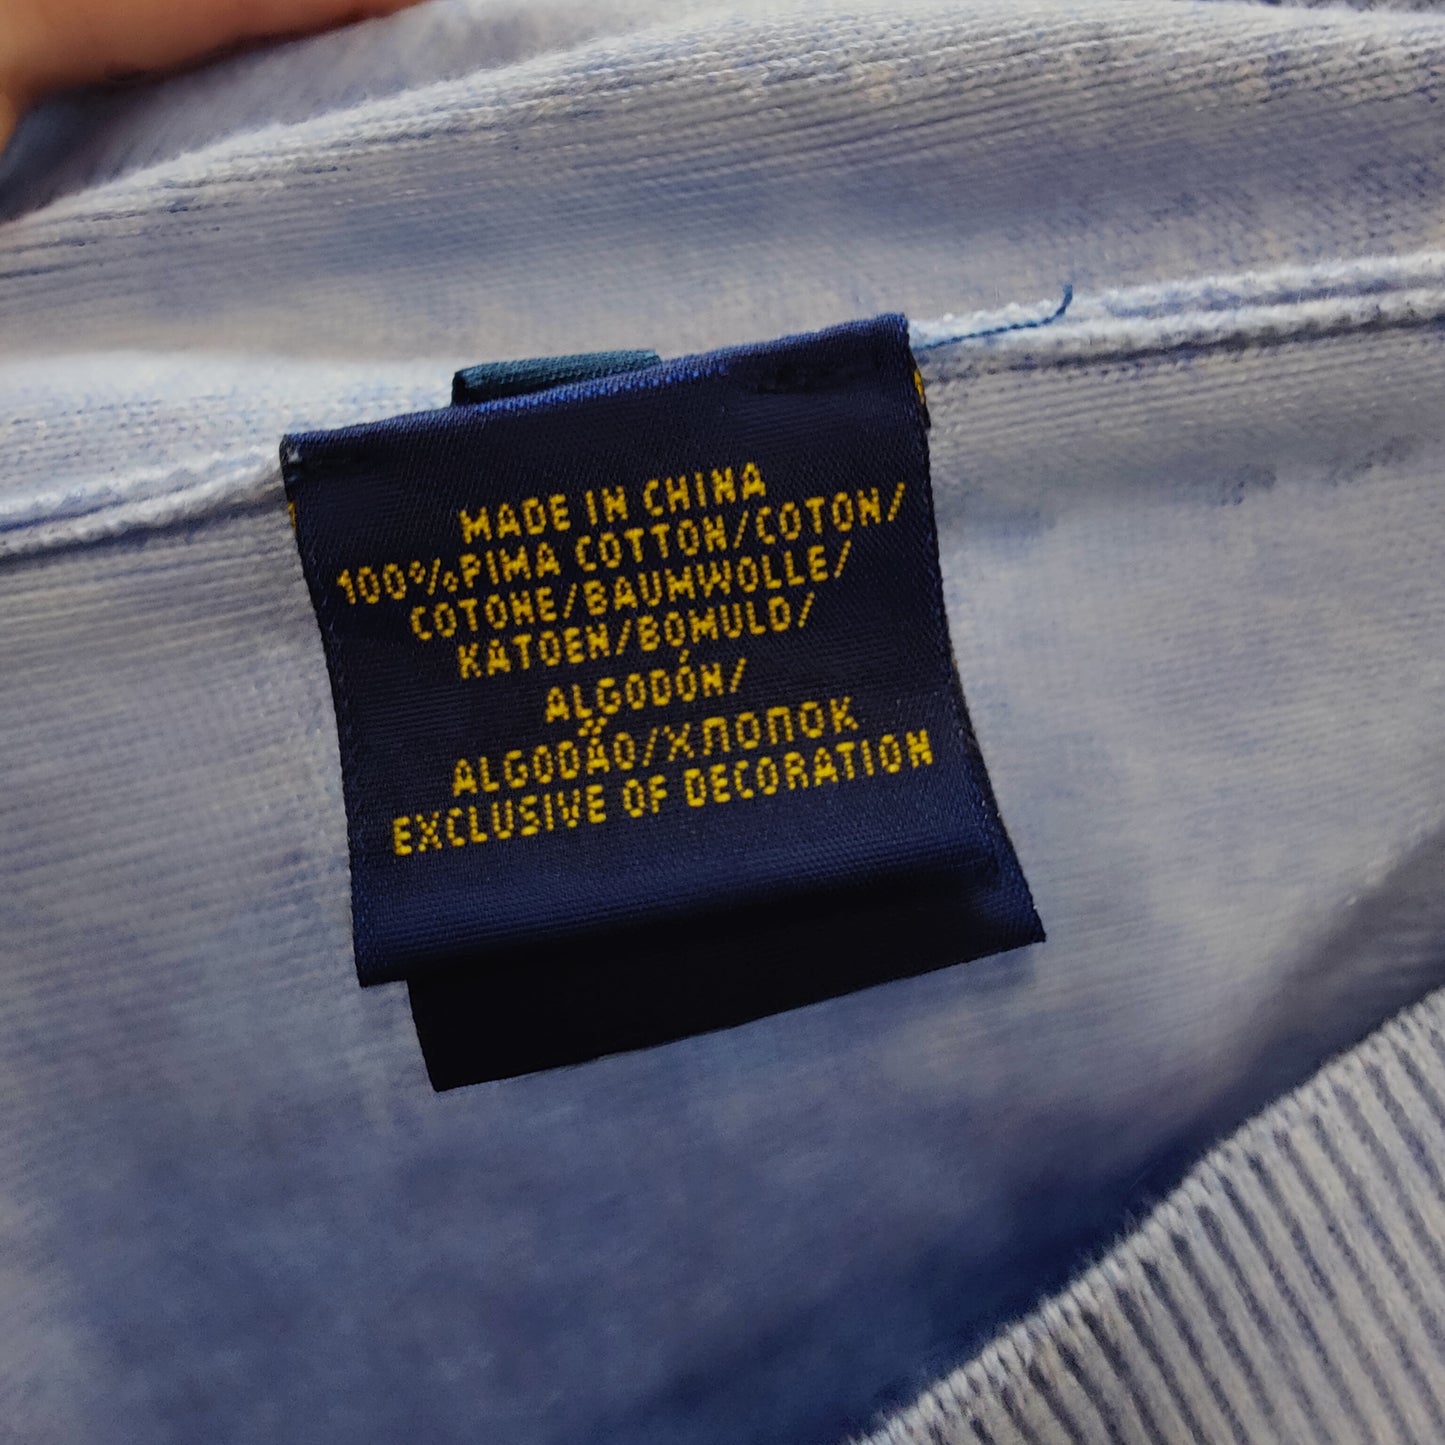 MADE IN CHINA
100%PIMA COTTON/COTON/
COTONE/BAUMWOLLE/
KATOEN/BOMULD/
ALGODÓN/
ALGODÃO/ХЛОПОК
EXCLUSIVE OF DECORATION